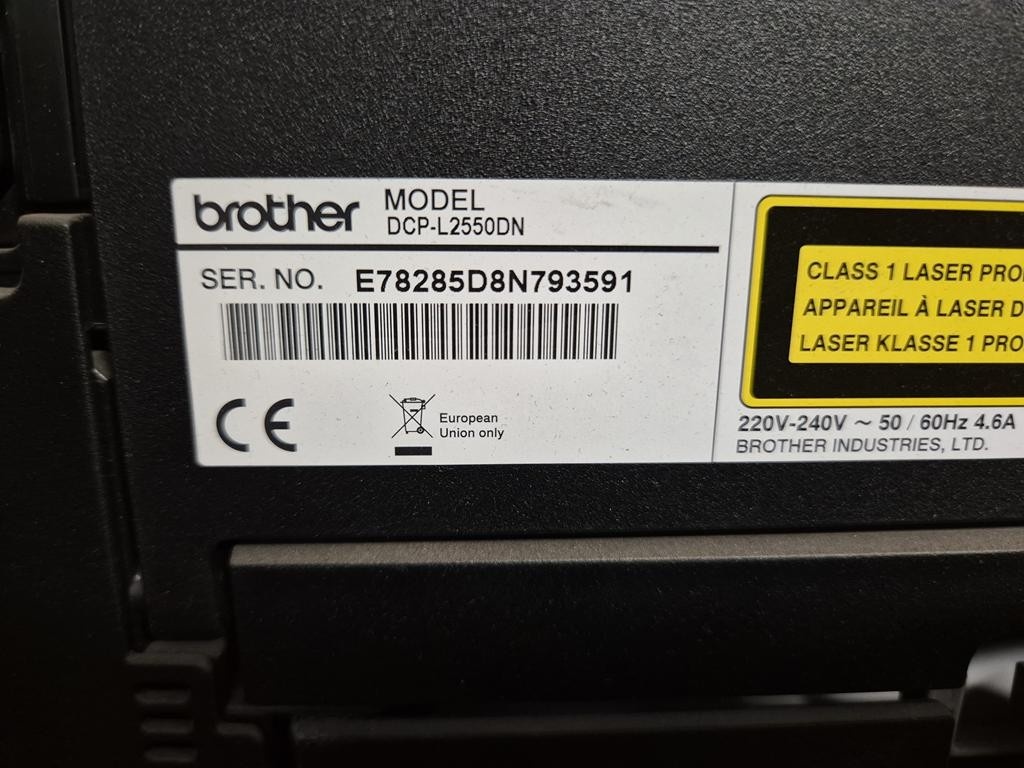 brother MODEL
DCP-L2550DN
SER. NO. E78285D8N793591
European
Union only
CLASS 1 LASER
APPAREIL À LASER
LASER KLASSE 1
220V-240V ~ 50 / 60Hz 4.6A
BROTHER INDUSTRIES, LTD.